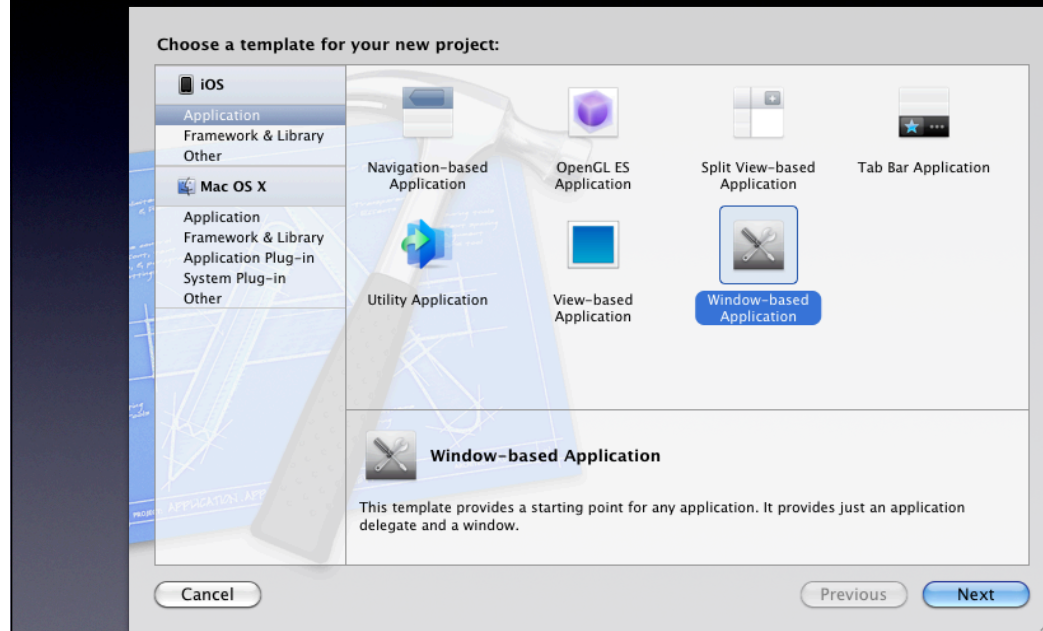 Choose a template for your new project:
iOS
Application
Framework & Library
Other
Mac OS X
Application
Framework & Library
Application Plug-in
System Plug-in
Other
Navigation-based
Application
OpenGL ES
Application
Split View-based
Application
Tab Bar Application
Utility Application
View-based
Application
Window-based
Application
Window-based Application
This template provides a starting point for any application. It provides just an application
delegate and a window.
Cancel
Previous
Next